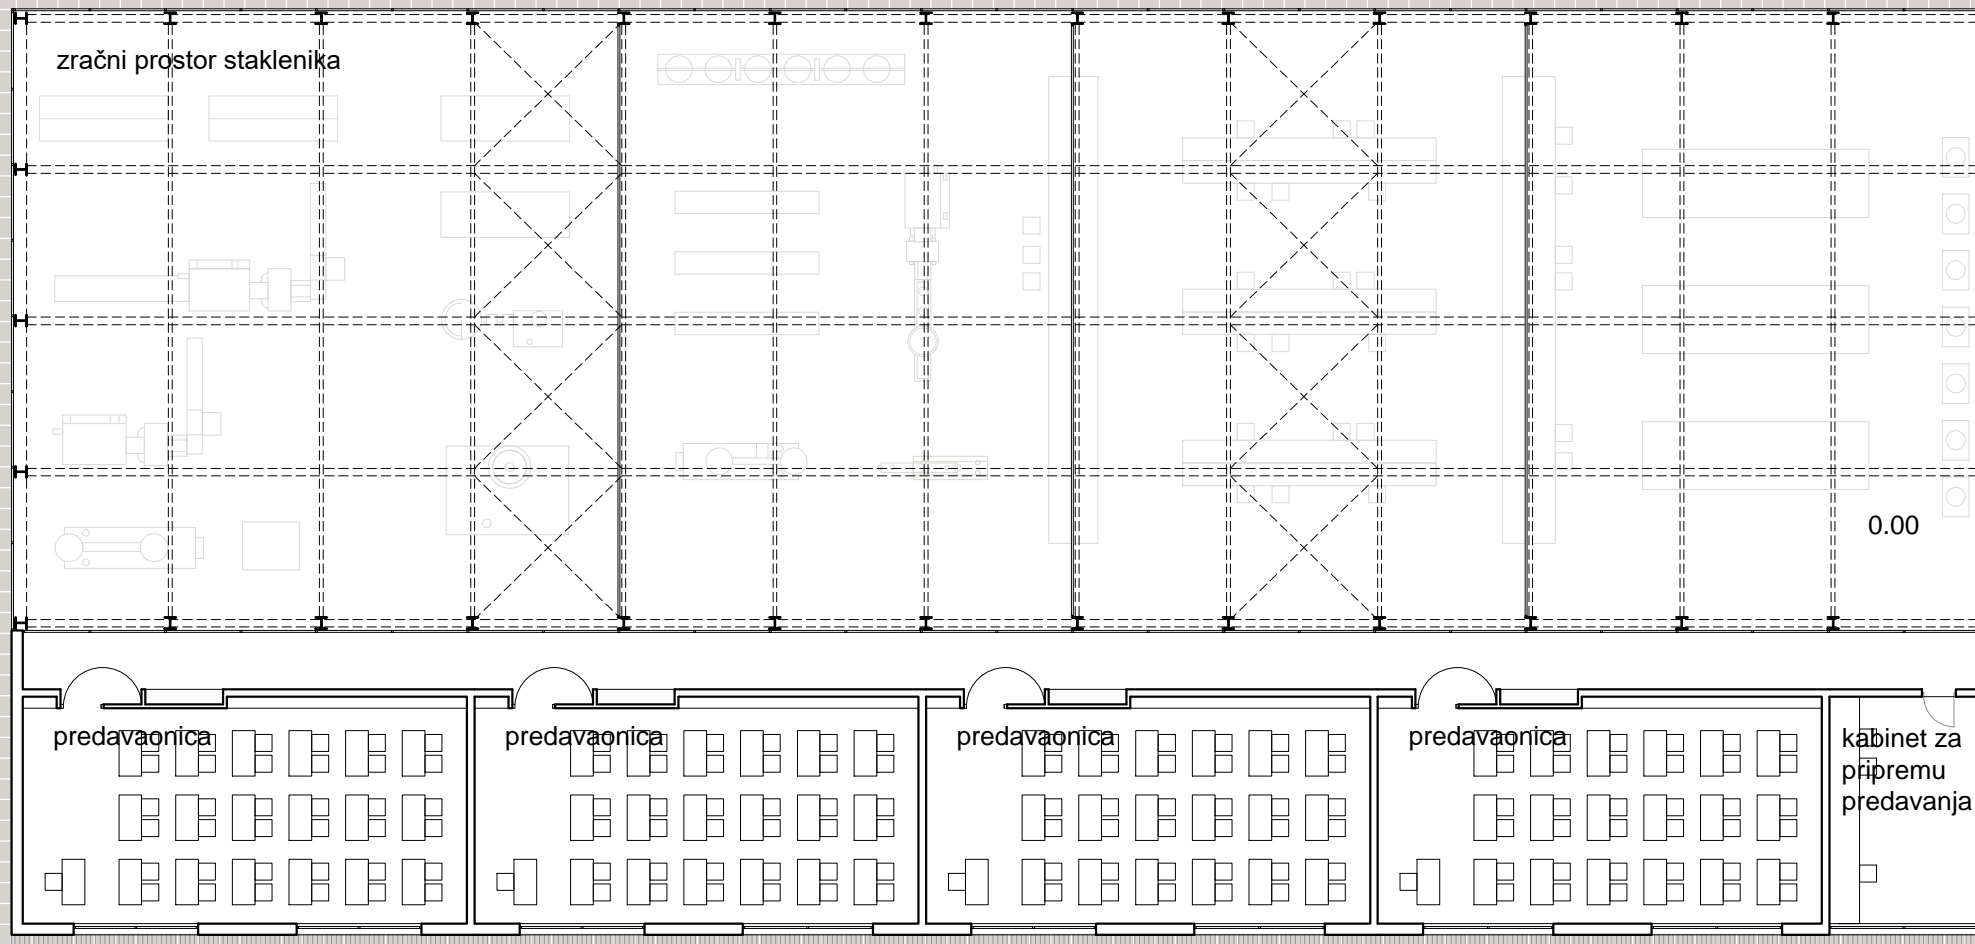 zračni prostor staklenika
0.00
predavaonica
predavaonica
predavaonica
predavaonica
kabinet za
pripremu
predavanja